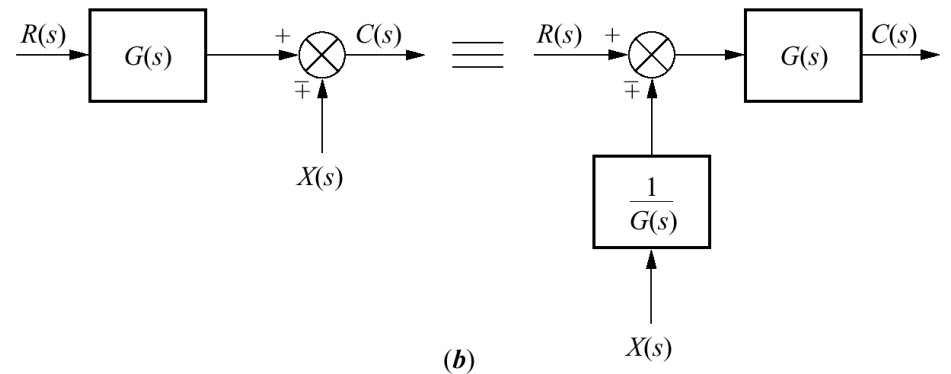 R(s) G(s) + C(s) ∓ X(s)
≡
R(s) + ∓ G(s) C(s)
1
G(s)
X(s)
(b)